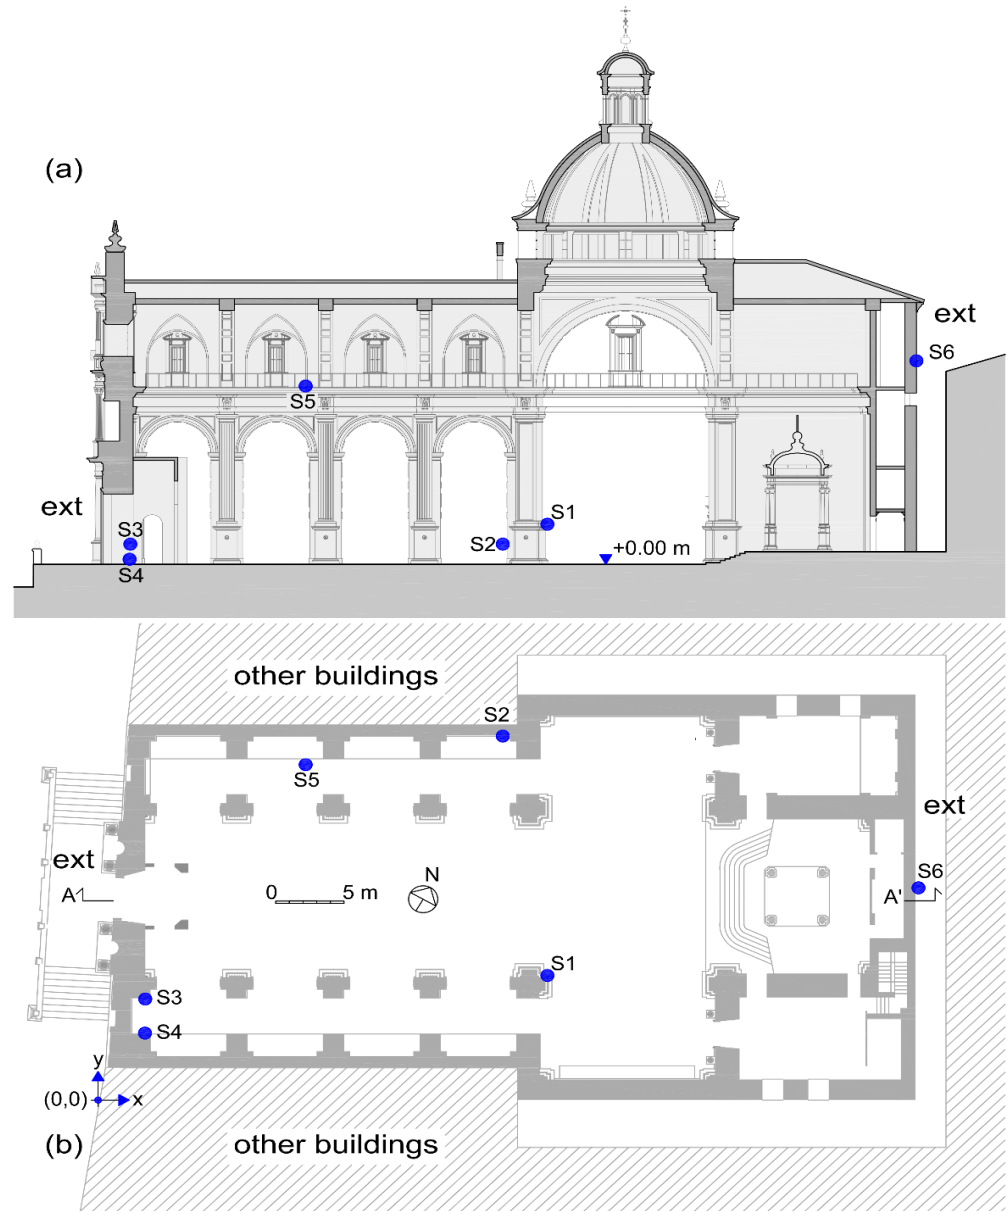 (a)
ext
S6
S5
ext
S1
S3
S2
+0.00 m
S4
other buildings
S2
S5
ext
ext
N
S6
0 5 m
A
A'
S1
S3
S4
y
(0,0)
x
(b)
other buildings